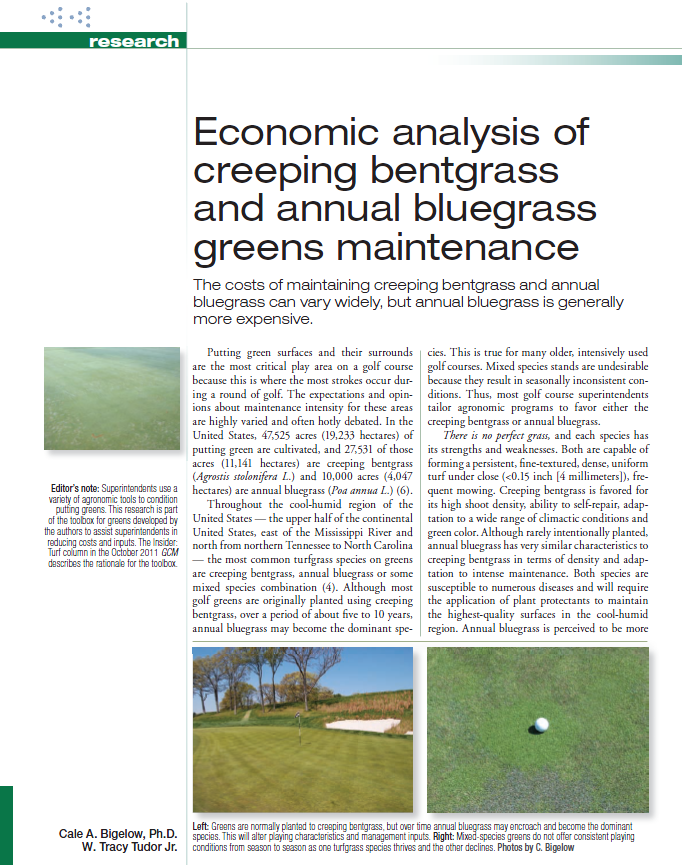 research
Economic analysis of
creeping bentgrass
and annual bluegrass
greens maintenance
The costs of maintaining creeping bentgrass and annual
bluegrass can vary widely, but annual bluegrass is generally
more expensive.
Editor's note: Superintendents use a
variety of agronomic tools to condition
putting greens. This research is part
of the toolbox for greens developed by
the authors to assist superintendents in
reducing costs and inputs. The Insider:
Turf column in the October 2011 GCM
describes the rationale for the toolbox.
Cale A. Bigelow, Ph.D.
W. Tracy Tudor Jr.
Putting green surfaces and their surrounds
are the most critical play area on a golf course
because this is where the most strokes occur dur-
ing a round of golf. The expectations and opin-
ions about maintenance intensity for these areas
are highly varied and often hotly debated. In the
United States, 47,525 acres (19,233 hectares) of
putting green are cultivated, and 27,531 of those
acres (11,141 hectares) are creeping bentgrass
(Agrostis stolonifera L.) and 10,000 acres (4,047
hectares) are annual bluegrass (Poa annua L.) (6).
Throughout the cool-humid region of the
United States — the upper half of the continental
United States, east of the Mississippi River and
north from northern Tennessee to North Carolina
— the most common turfgrass species on greens
are creeping bentgrass, annual bluegrass or some
mixed species combination (4). Although most
golf greens are originally planted using creeping
bentgrass, over a period of about five to 10 years,
annual bluegrass may become the dominant spe-
cies. This is true for many older, intensively used
golf courses. Mixed species stands are undesirable
because they result in seasonally inconsistent con-
ditions. Thus, most golf course superintendents
tailor agronomic programs to favor either the
creeping bentgrass or annual bluegrass.
There is no perfect grass, and each species has
its strengths and weaknesses. Both are capable of
forming a persistent, fine-textured, dense, uniform
turf under close (<0.15 inch [4 millimeters]), fre-
quent mowing. Creeping bentgrass is favored for
its high shoot density, ability to self-repair, adap-
tation to a wide range of climactic conditions and
green color. Although rarely intentionally planted,
annual bluegrass has very similar characteristics to
creeping bentgrass in terms of density and adap-
tation to intense maintenance. Both species are
susceptible to numerous diseases and will require
the application of plant protectants to maintain
the highest-quality surfaces in the cool-humid
region. Annual bluegrass is perceived to be more
Left: Greens are normally planted to creeping bentgrass, but over time annual bluegrass may encroach and become the dominant
species. This will alter playing characteristics and management inputs. Right: Mixed-species greens do not offer consistent playing
conditions from season to season as one turfgrass species thrives and the other declines. Photos by C. Bigelow